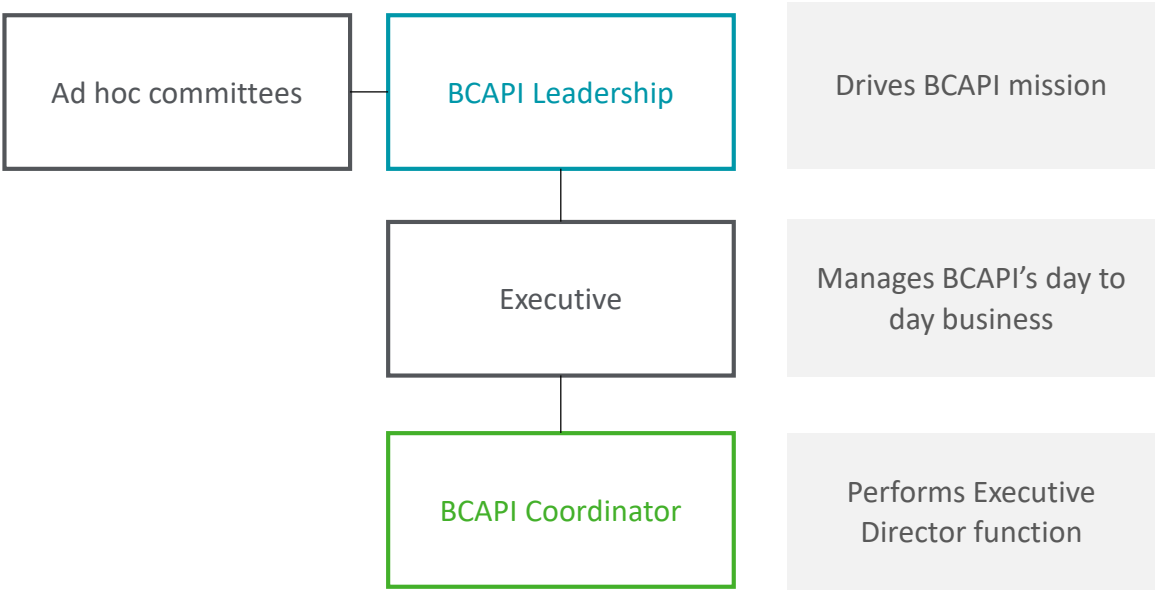 Ad hoc committees
BCAPI Leadership
Drives BCAPI mission
Executive
Manages BCAPI’s day to
day business
BCAPI Coordinator
Performs Executive
Director function